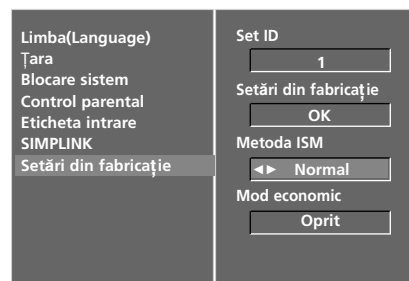 Limba(Language)
Țara
Blocare sistem
Control parental
Eticheta intrare
SIMPLINK
Setări din fabricație
Set ID
1
Setări din fabricație
OK
Metoda ISM
◄► Normal
Mod economic
Oprit